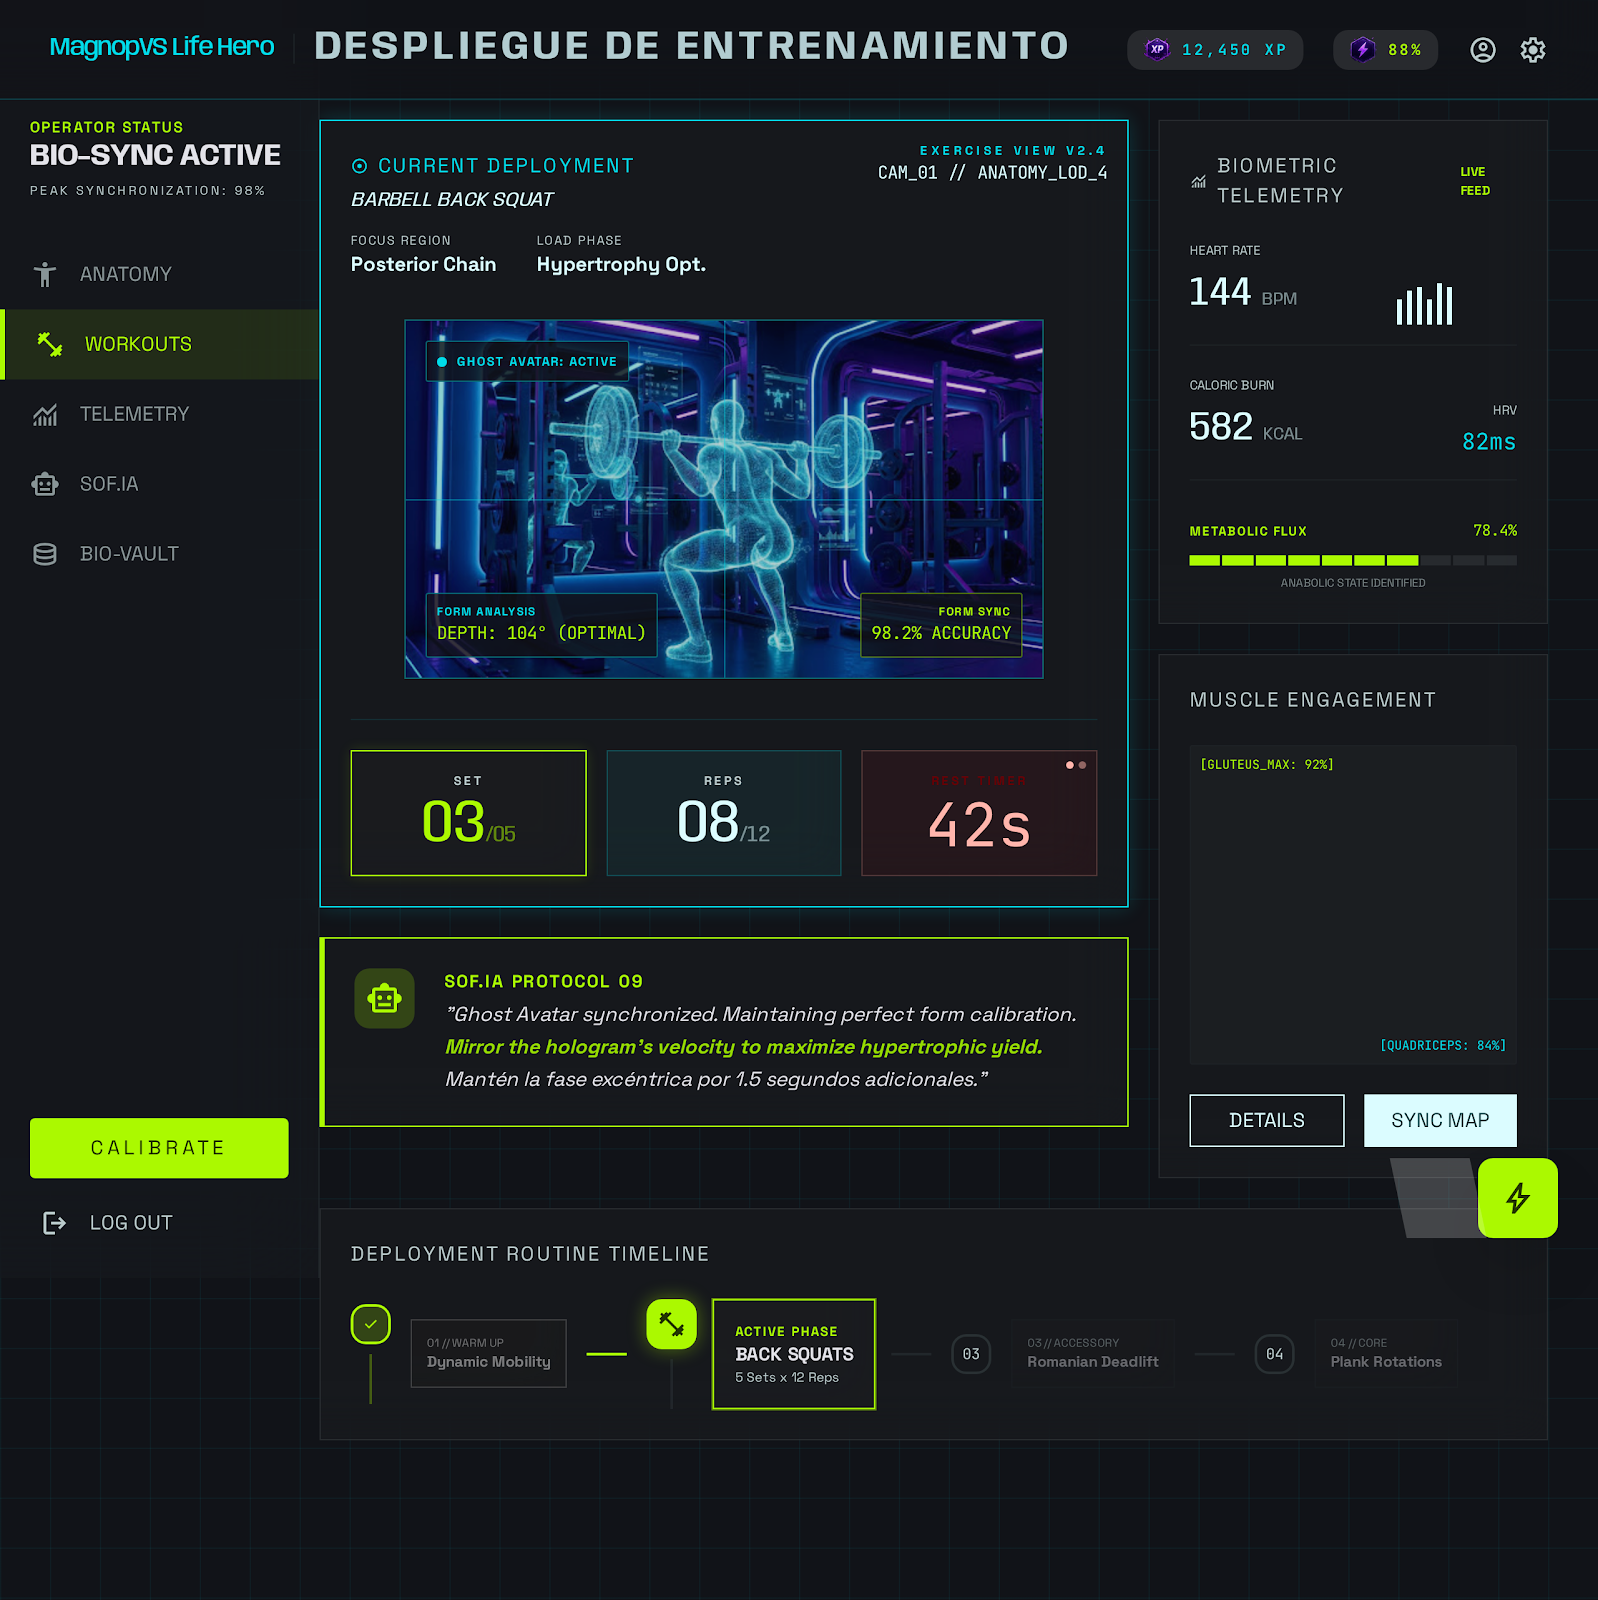 MagnopVS Life Hero
DESPLIEGUE DE ENTRENAMIENTO
XP
12,450 XP
88%
OPERATOR STATUS
BIO-SYNC ACTIVE
PEAK SYNCHRONIZATION: 98%
ANATOMY
WORKOUTS
TELEMETRY
SOF.IA
BIO-VAULT
CALIBRATE
LOG OUT
CURRENT DEPLOYMENT
BARBELL BACK SQUAT
EXERCISE VIEW V2.4
CAM_01 // ANATOMY_LOD_4
FOCUS REGION
Posterior Chain
LOAD PHASE
Hypertrophy Opt.
GHOST AVATAR: ACTIVE
FORM ANALYSIS
DEPTH: 104° (OPTIMAL)
FORM SYNC
98.2% ACCURACY
SET
03/05
REPS
08/12
REST TIMER
42s
SOF.IA PROTOCOL 09
"Ghost Avatar synchronized. Maintaining perfect form calibration.
Mirror the hologram's velocity to maximize hypertrophic yield.
Mantén la fase excéntrica por 1.5 segundos adicionales."
BIOMETRIC
TELEMETRY
LIVE
FEED
HEART RATE
144 BPM
CALORIC BURN
582 KCAL
HRV
82ms
METABOLIC FLUX
78.4%
ANABOLIC STATE IDENTIFIED
MUSCLE ENGAGEMENT
[GLUTEUS_MAX: 92%]
[QUADRICEPS: 84%]
DETAILS
SYNC MAP
DEPLOYMENT ROUTINE TIMELINE
01 // WARM UP
Dynamic Mobility
ACTIVE PHASE
BACK SQUATS
5 Sets x 12 Reps
03
03 // ACCESSORY
Romanian Deadlift
04
04 // CORE
Plank Rotations